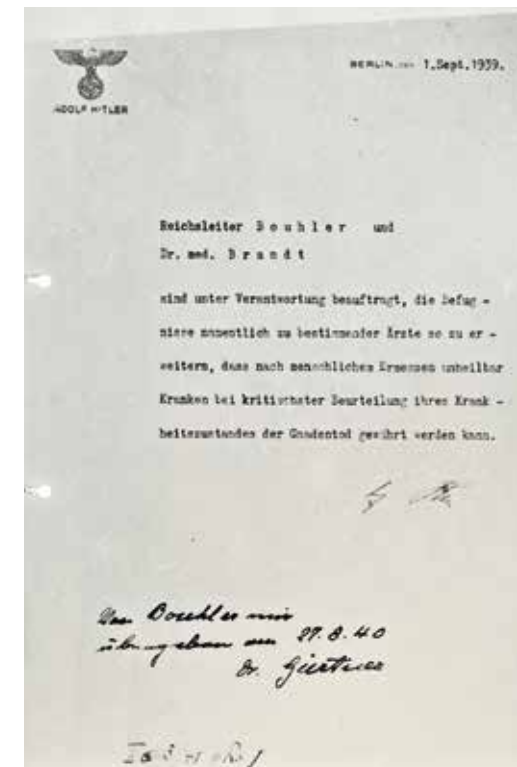 BERLIN, 1.Sept.1939.
ADOLF HITLER
Reichsleiter B o u h l e r und
Dr. med. B r a n d t
sind unter Verantwortung beauftragt, die Befug -
nisse namentlich zu bestimmender Ärzte so zu er -
weitern, dass nach menschlichem Ermessen unheilbar
Kranken bei kritischster Beurteilung ihres Krank -
heitszustandes der Gnadentod gewährt werden kann.
Von Bouhler mir
übergeben am 27.8.40
Dr. Gürtner